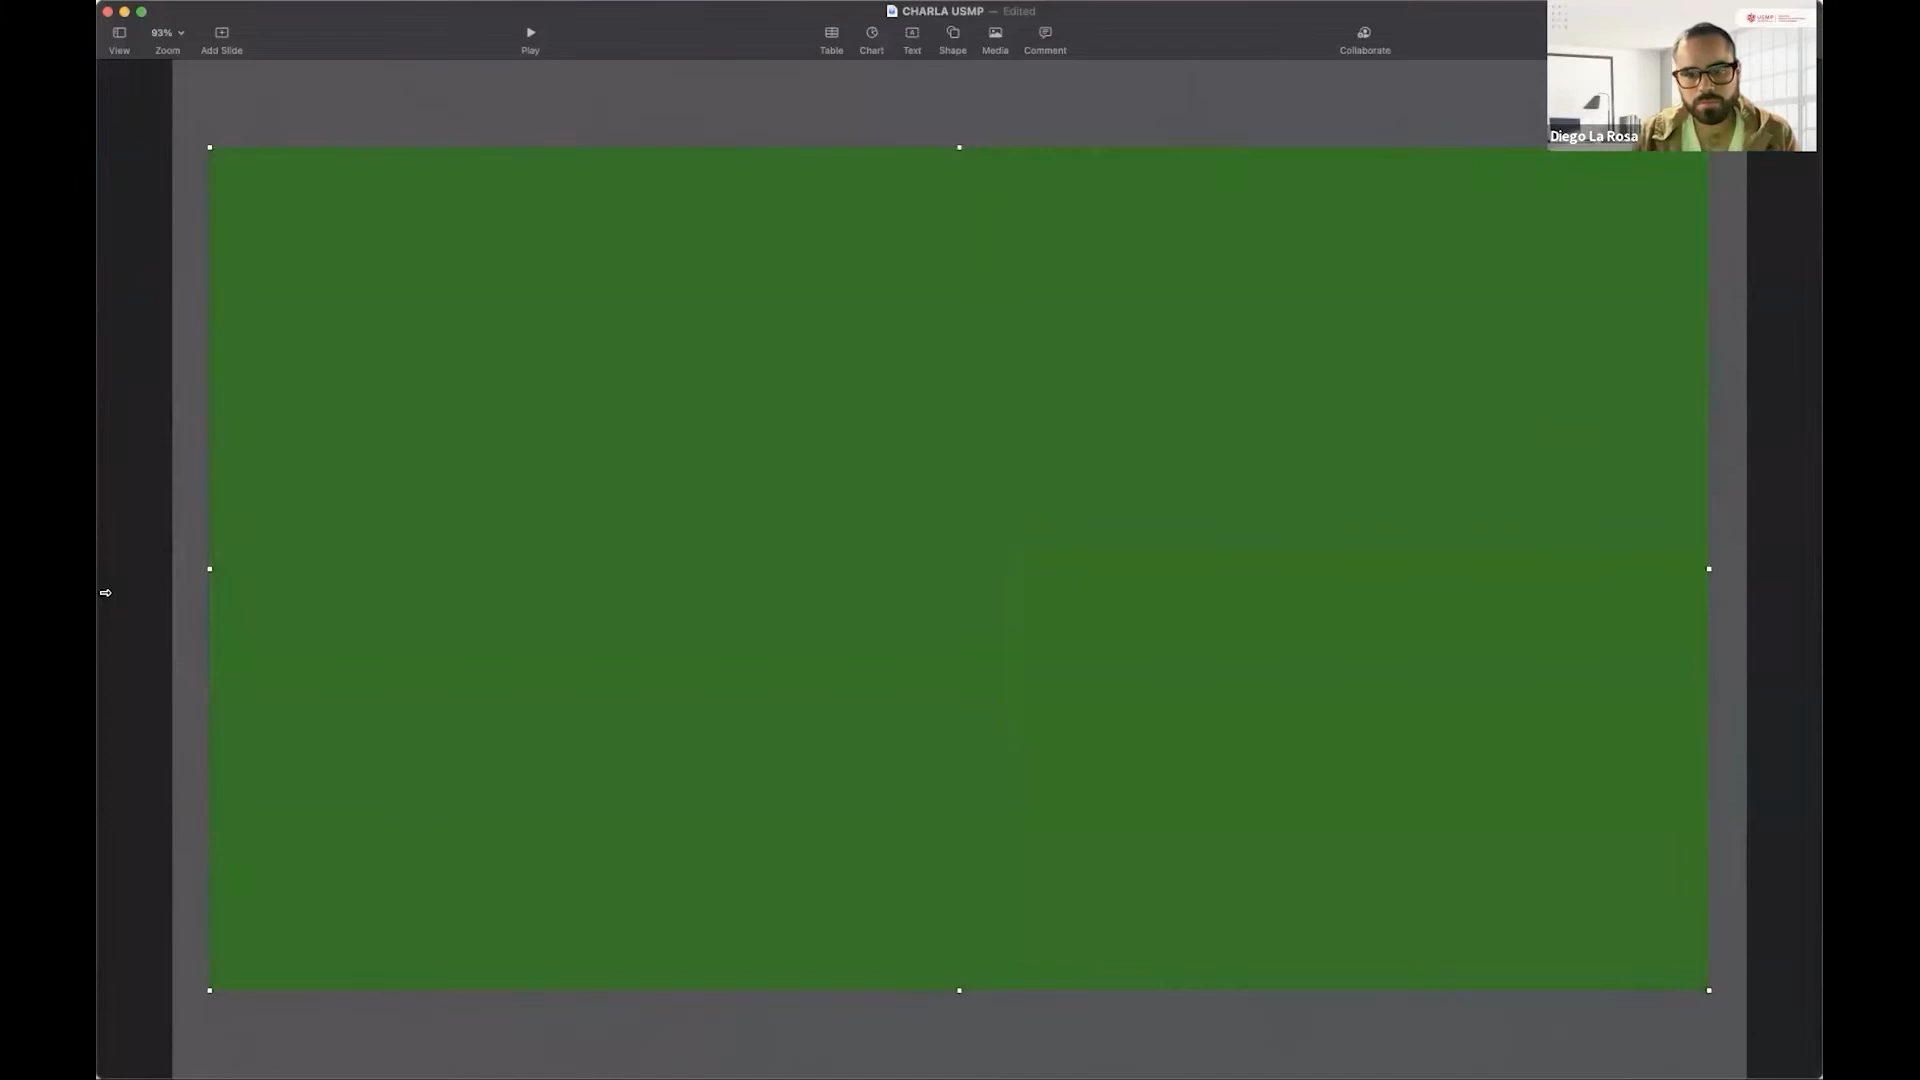 CHARLA USMP — Edited
93%
View
Zoom
Add Slide
Play
Table
Chart
Text
Shape
Media
Comment
Collaborate
USMP
Diego La Rosa